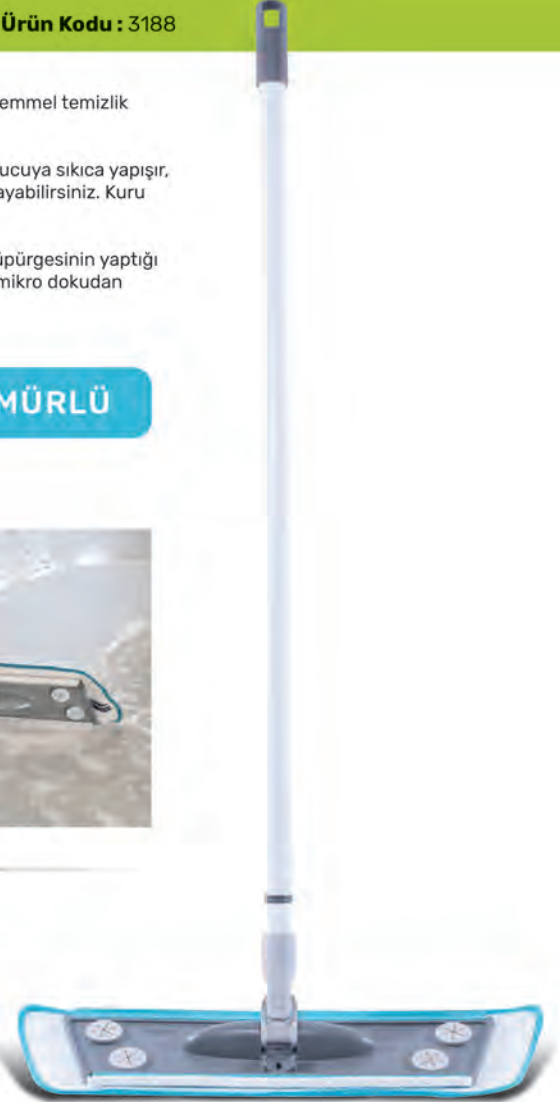 Ürün Kodu : 3188
emmel temizlik
ucuya sıkıca yapışır,
ayabilirsiniz. Kuru
üpürgesinin yaptığı
mikro dokudan
MÜRLÜ